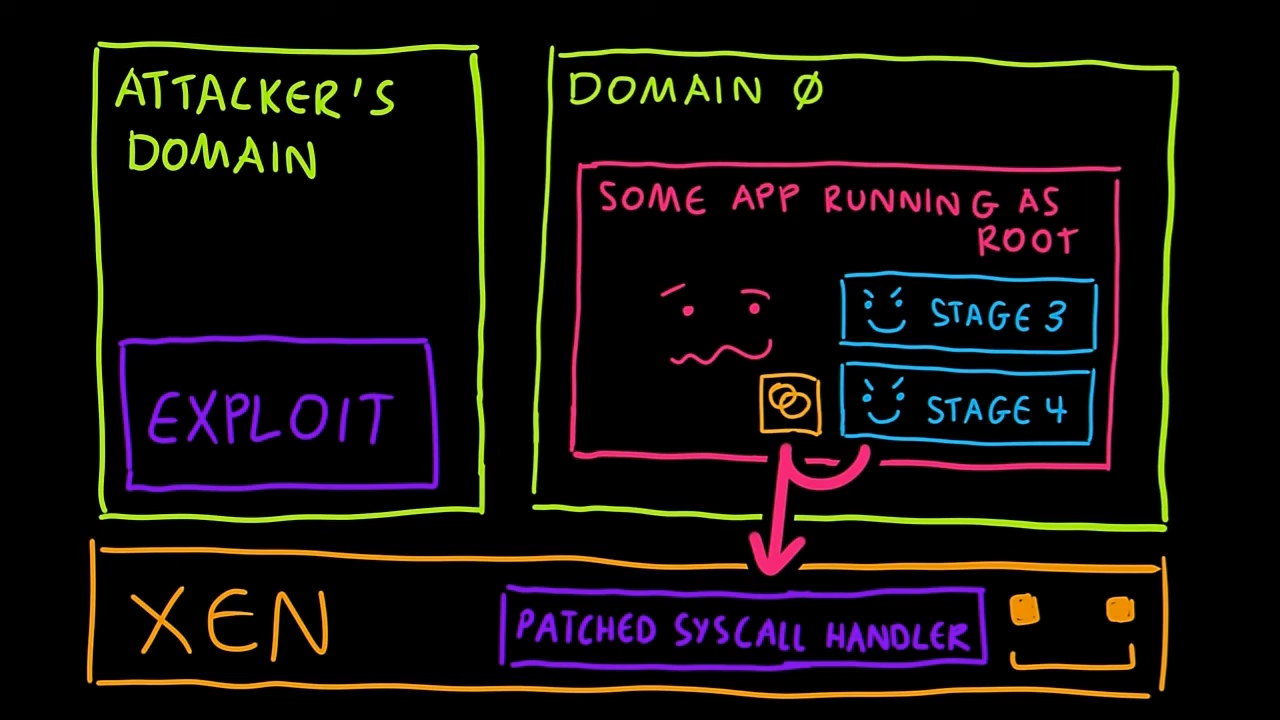 ATTACKER'S
DOMAIN
EXPLOIT
DOMAIN Ø
SOME APP RUNNING AS
ROOT
STAGE 3
STAGE 4
XEN
PATCHED SYSCALL HANDLER